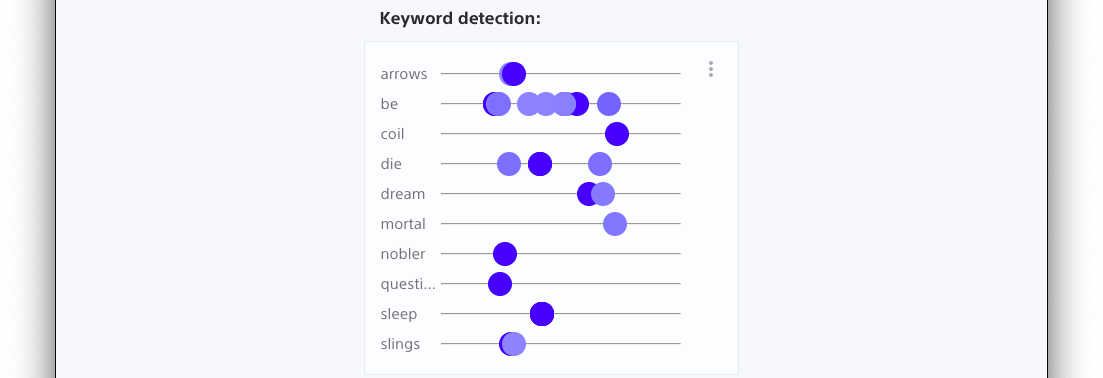 Keyword detection:
arrows
be
coil
die
dream
mortal
nobler
questi...
sleep
slings